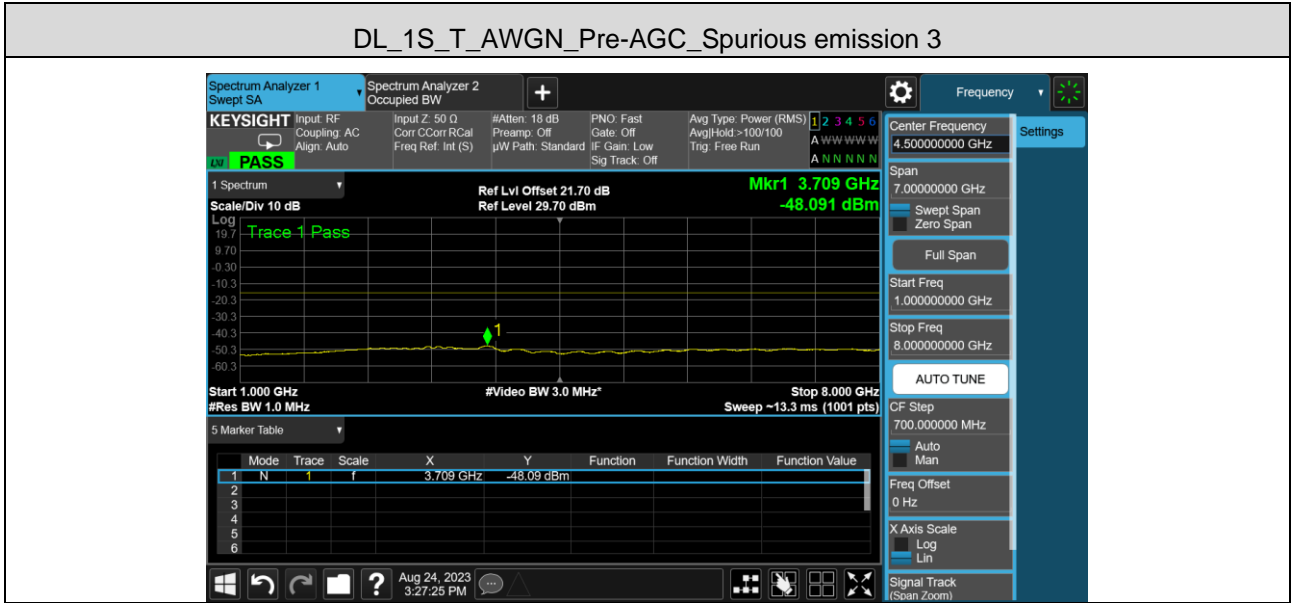 DL_1S_T_AWGN_Pre-AGC_Spurious emission 3
Spectrum Analyzer 1
Swept SA
Spectrum Analyzer 2
Occupied BW
Frequency
KEYSIGHT
Input: RF
Coupling: AC
Align: Auto
Input Z: 50 Ω
Corr CCorr RCal
Freq Ref: Int (S)
#Atten: 18 dB
Preamp: Off
µW Path: Standard
PNO: Fast
Gate: Off
IF Gain: Low
Sig Track: Off
Avg Type: Power (RMS)
Avg|Hold:>100/100
Trig: Free Run
1 2 3 4 5 6
A W W W W W
A N N N N N
LXI PASS
1 Spectrum
Scale/Div 10 dB
Ref Lvl Offset 21.70 dB
Ref Level 29.70 dBm
Mkr1 3.709 GHz
-48.091 dBm
Log
Trace 1 Pass
19.7
9.70
-0.30
-10.3
-20.3
-30.3
-40.3
-50.3
-60.3
1
Start 1.000 GHz
#Res BW 1.0 MHz
#Video BW 3.0 MHz*
Stop 8.000 GHz
Sweep ~13.3 ms (1001 pts)
5 Marker Table
Mode Trace Scale X Y Function Function Width Function Value
1 N 1 f 3.709 GHz -48.09 dBm
2
3
4
5
6
Aug 24, 2023
3:27:25 PM
Center Frequency
4.500000000 GHz
Settings
Span
7.00000000 GHz
Swept Span
Zero Span
Full Span
Start Freq
1.000000000 GHz
Stop Freq
8.000000000 GHz
AUTO TUNE
CF Step
700.000000 MHz
Auto
Man
Freq Offset
0 Hz
X Axis Scale
Log
Lin
Signal Track
(Span Zoom)